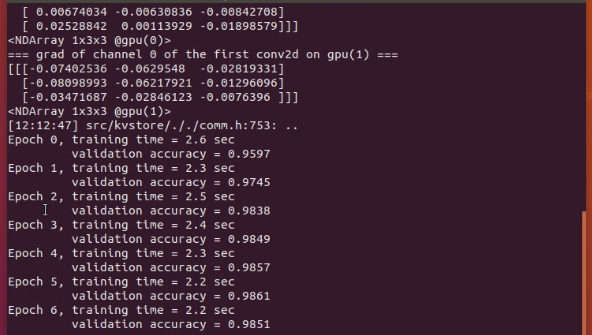 [ 0.00674034 -0.00630836 -0.00842708]
[ 0.02528842  0.00113929 -0.01898579]]]
<NDArray 1x3x3 @gpu(0)>
=== grad of channel 0 of the first conv2d on gpu(1) ===
[[[-0.07402536 -0.0629548  -0.02819331]
[-0.08098993 -0.06217921 -0.01296096]
[-0.03471687 -0.02846123 -0.0076396 ]]]
<NDArray 1x3x3 @gpu(1)>
[12:12:47] src/kvstore/././comm.h:753: ..
Epoch 0, training time = 2.6 sec
validation accuracy = 0.9597
Epoch 1, training time = 2.3 sec
validation accuracy = 0.9745
Epoch 2, training time = 2.5 sec
validation accuracy = 0.9838
Epoch 3, training time = 2.4 sec
validation accuracy = 0.9849
Epoch 4, training time = 2.3 sec
validation accuracy = 0.9857
Epoch 5, training time = 2.2 sec
validation accuracy = 0.9861
Epoch 6, training time = 2.2 sec
validation accuracy = 0.9851